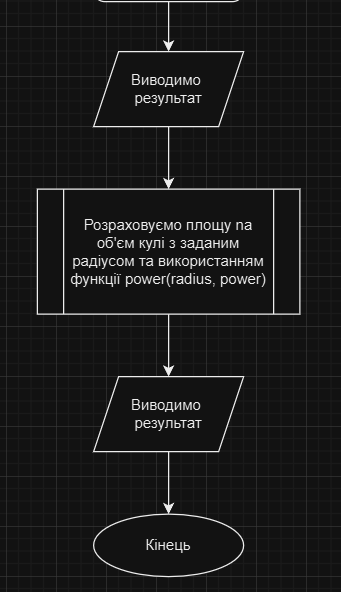 Виводимо
результат
Розраховуємо площу na
об'єм кулі з заданим
радіусом та використанням
функції power(radius, power)
Виводимо
результат
Кінець